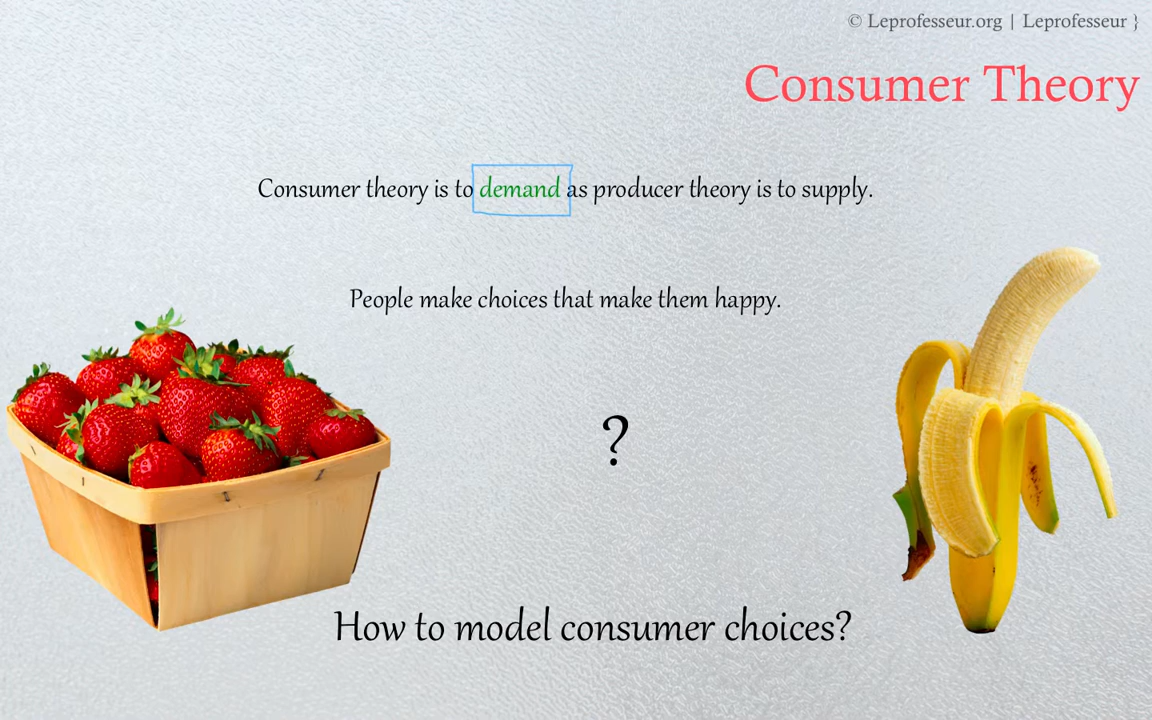 © Leprofesseur.org | Leprofesseur }
Consumer Theory
Consumer theory is to demand as producer theory is to supply.
People make choices that make them happy.
?
How to model consumer choices?